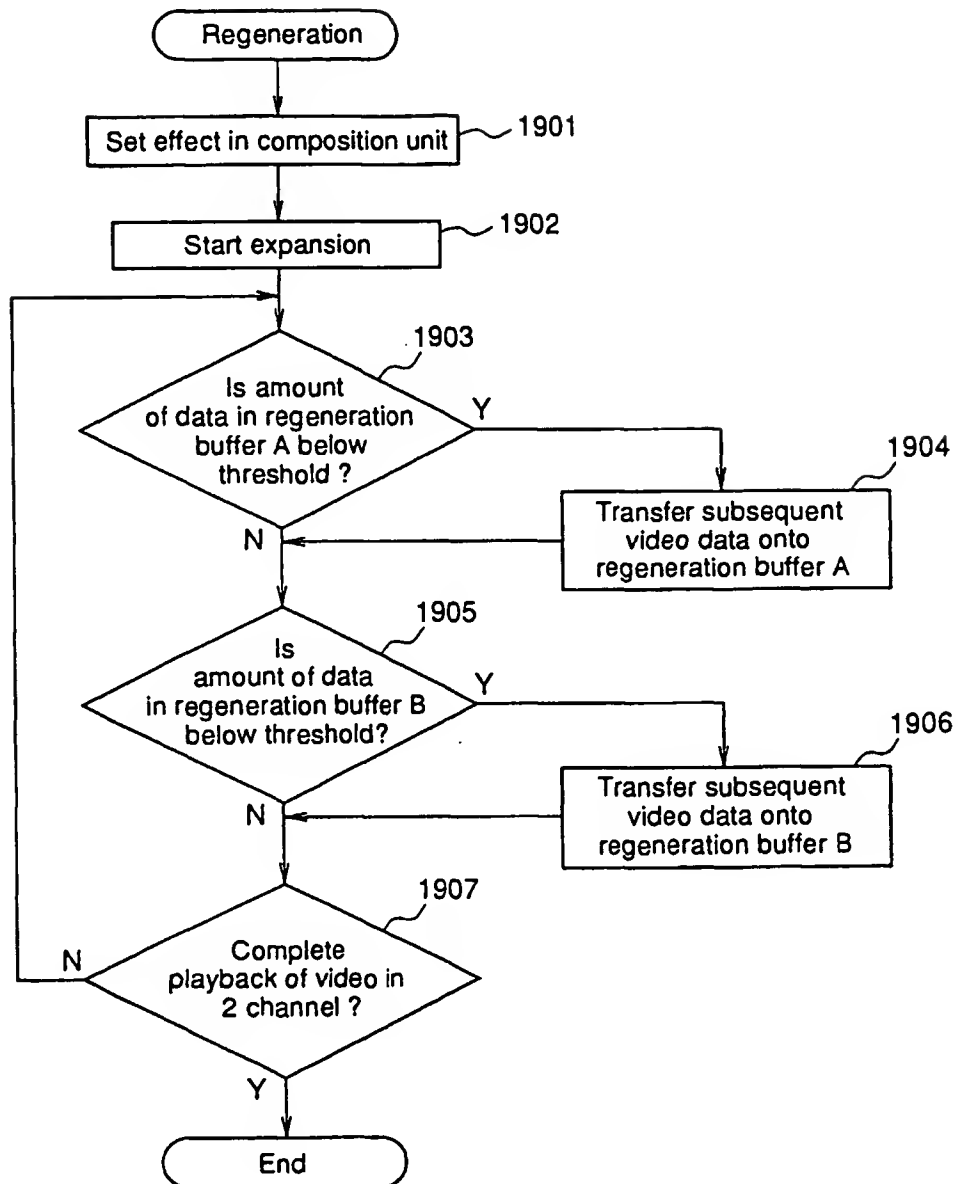 Regeneration
Set effect in composition unit
1901
Start expansion
1902
1903
Is amount
of data in regeneration
buffer A below
threshold ?
Y
N
1904
Transfer subsequent
video data onto
regeneration buffer A
1905
Is
amount of data
in regeneration buffer B
below threshold?
Y
N
1906
Transfer subsequent
video data onto
regeneration buffer B
1907
Complete
playback of video in
2 channel ?
N
Y
End